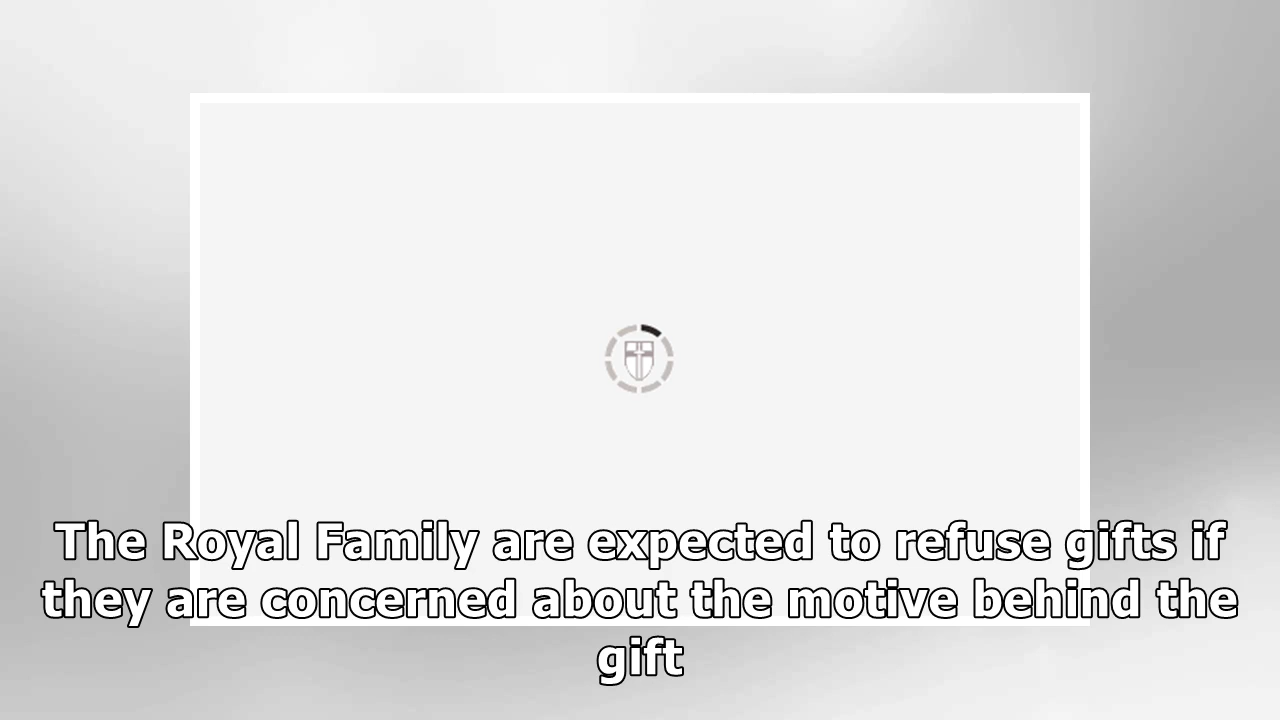 The Royal Family are expected to refuse gifts if
they are concerned about the motive behind the
gift